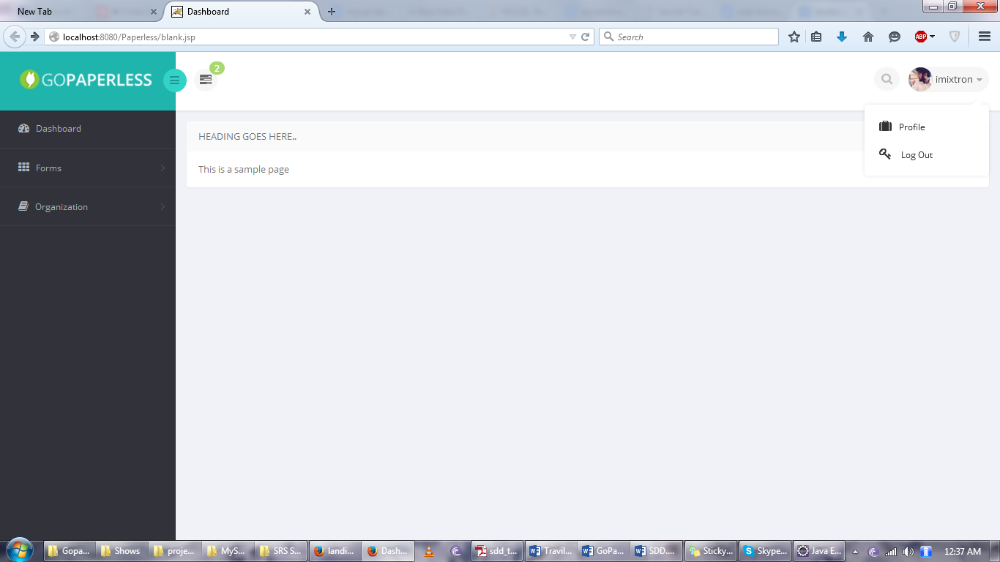 New Tab
Dashboard
localhost:8080/Paperless/blank.jsp
Search
ABP
GOPAPERLESS
2
imixtron
Profile
Log Out
Dashboard
Forms
Organization
HEADING GOES HERE..
This is a sample page
Gopa...
Shows
proje...
MyS...
SRS S...
landi...
Dash...
sdd_t...
Travil...
GoPa...
SDD...
Sticky...
Skype...
Java E...
12:37 AM